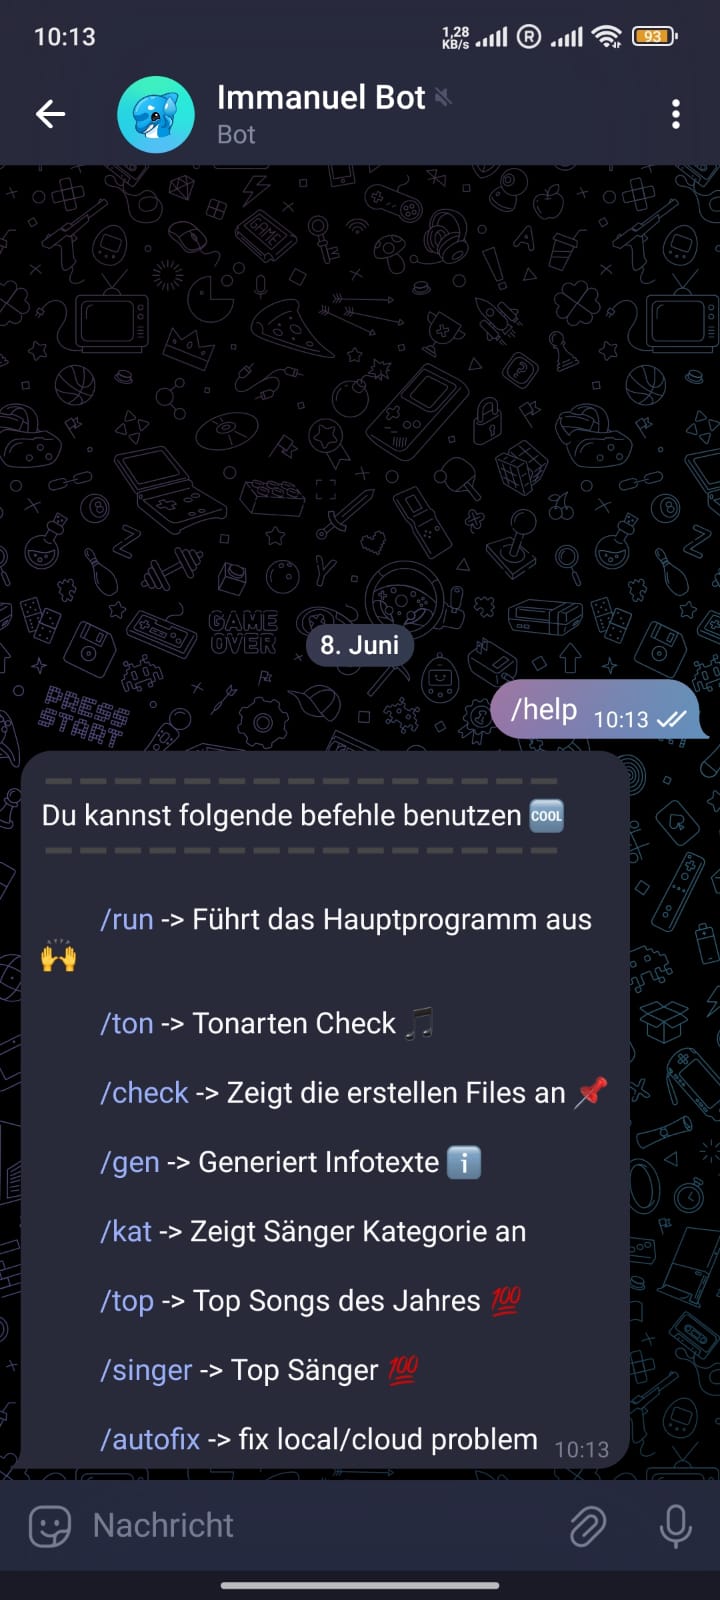 10:13
1,28
KB/s
R
93
Immanuel Bot
Bot
GAME
GAME
OVER
8. Juni
PRESS
START
/help 10:13
Du kannst folgende befehle benutzen 🆒
/run -> Führt das Hauptprogramm aus
🙌
/ton -> Tonarten Check 🎵
/check -> Zeigt die erstellen Files an 📌
/gen -> Generiert Infotexte ℹ️
/kat -> Zeigt Sänger Kategorie an
/top -> Top Songs des Jahres 💯
/singer -> Top Sänger 💯
/autofix -> fix local/cloud problem 10:13
Nachricht